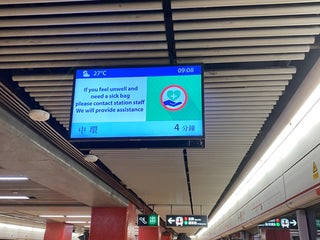 27°C 09:08
If you feel unwell and
need a sick bag
please contact station staff
We will provide assistance
中環 4 分鐘